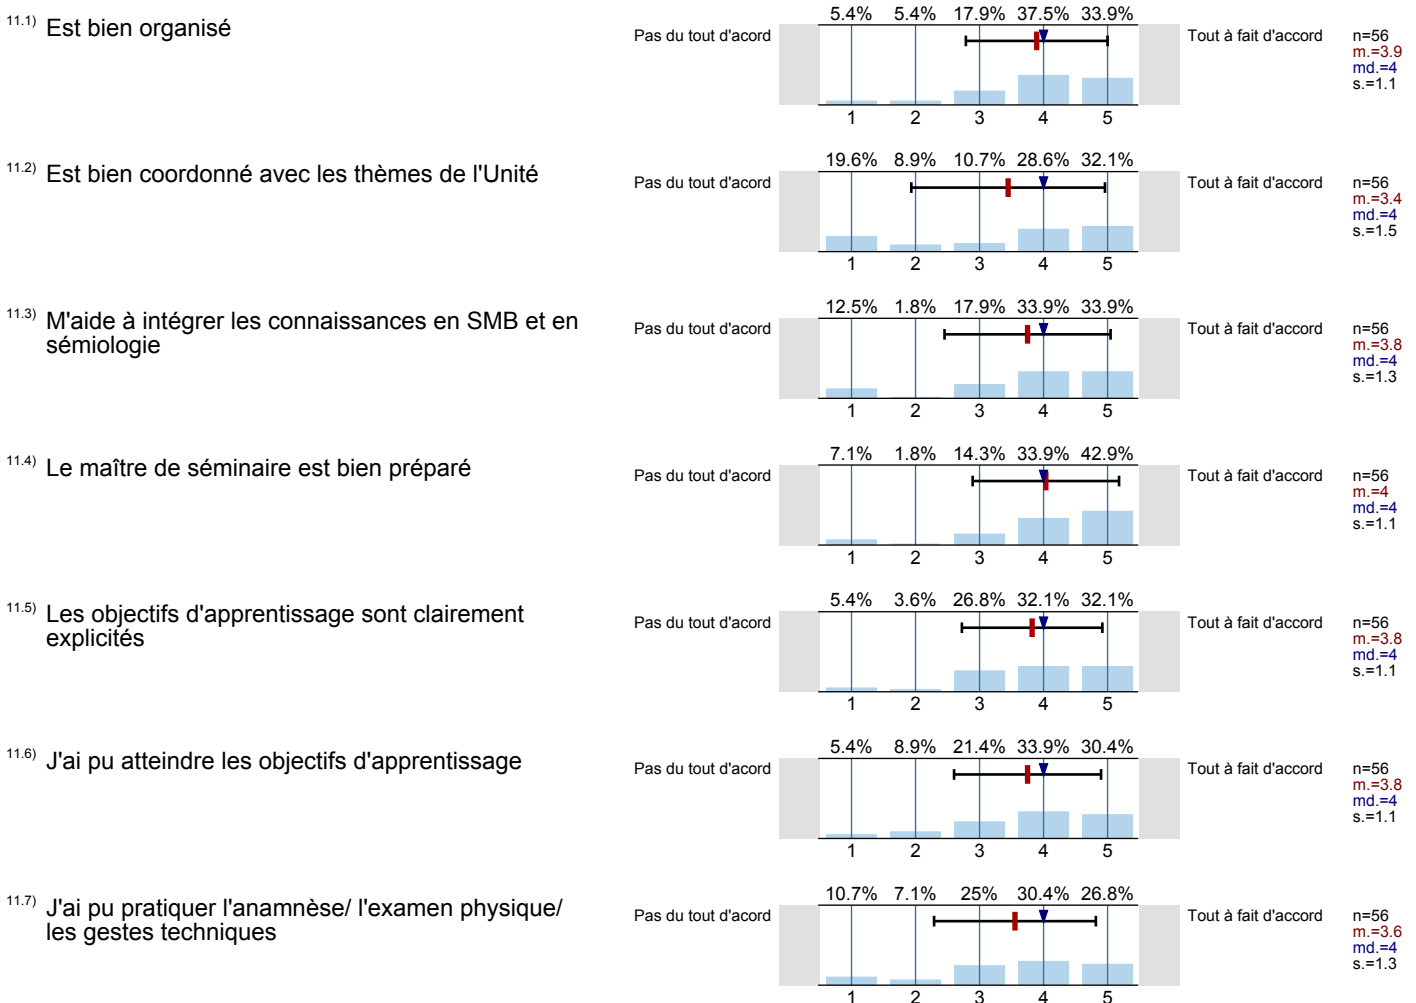 11.1) Est bien organisé
5.4% 5.4% 17.9% 37.5% 33.9%
Pas du tout d'acord
Tout à fait d'accord
n=56
m.=3.9
md.=4
s.=1.1
1 2 3 4 5
11.2) Est bien coordonné avec les thèmes de l'Unité
19.6% 8.9% 10.7% 28.6% 32.1%
Pas du tout d'acord
Tout à fait d'accord
n=56
m.=3.4
md.=4
s.=1.5
1 2 3 4 5
11.3) M'aide à intégrer les connaissances en SMB et en
sémiologie
12.5% 1.8% 17.9% 33.9% 33.9%
Pas du tout d'acord
Tout à fait d'accord
n=56
m.=3.8
md.=4
s.=1.3
1 2 3 4 5
11.4) Le maître de séminaire est bien préparé
7.1% 1.8% 14.3% 33.9% 42.9%
Pas du tout d'acord
Tout à fait d'accord
n=56
m.=4
md.=4
s.=1.1
1 2 3 4 5
11.5) Les objectifs d'apprentissage sont clairement
explicités
5.4% 3.6% 26.8% 32.1% 32.1%
Pas du tout d'acord
Tout à fait d'accord
n=56
m.=3.8
md.=4
s.=1.1
1 2 3 4 5
11.6) J'ai pu atteindre les objectifs d'apprentissage
5.4% 8.9% 21.4% 33.9% 30.4%
Pas du tout d'acord
Tout à fait d'accord
n=56
m.=3.8
md.=4
s.=1.1
1 2 3 4 5
11.7) J'ai pu pratiquer l'anamnèse/ l'examen physique/
les gestes techniques
10.7% 7.1% 25% 30.4% 26.8%
Pas du tout d'acord
Tout à fait d'accord
n=56
m.=3.6
md.=4
s.=1.3
1 2 3 4 5